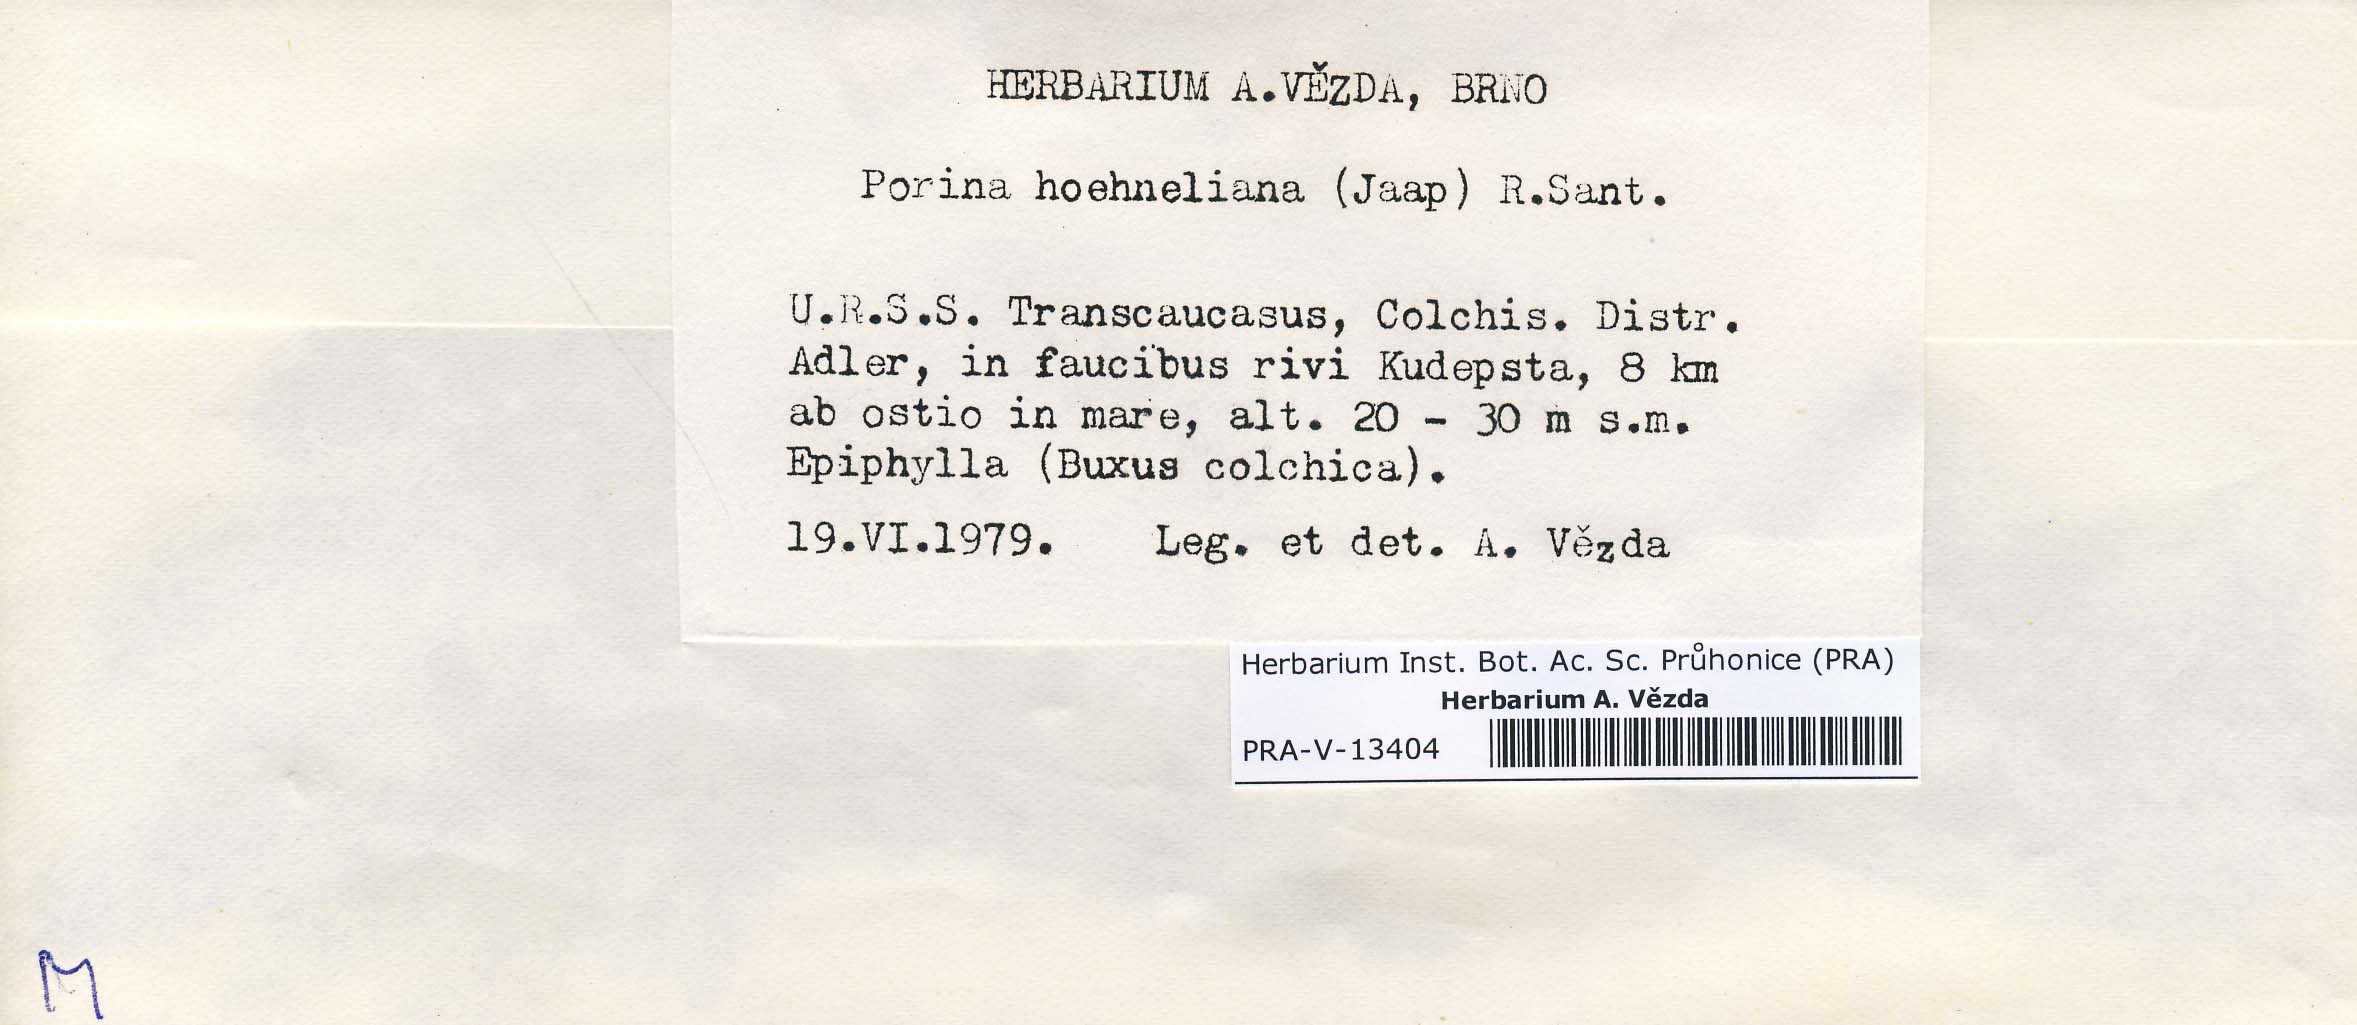 HERBARIUM A.VĚZDA, BRNO
Porina hoehneliana (Jaap) R.Sant.
U.R.S.S. Transcaucasus, Colchis. Distr.
Adler, in faucibus rivi Kudepsta, 8 km
ab ostio in mare, alt. 20 - 30 m s.m.
Epiphylla (Buxus colchica).
19.VI.1979. Leg. et det. A. Vězda
Herbarium Inst. Bot. Ac. Sc. Průhonice (PRA)
Herbarium A. Vězda
PRA-V-13404
M